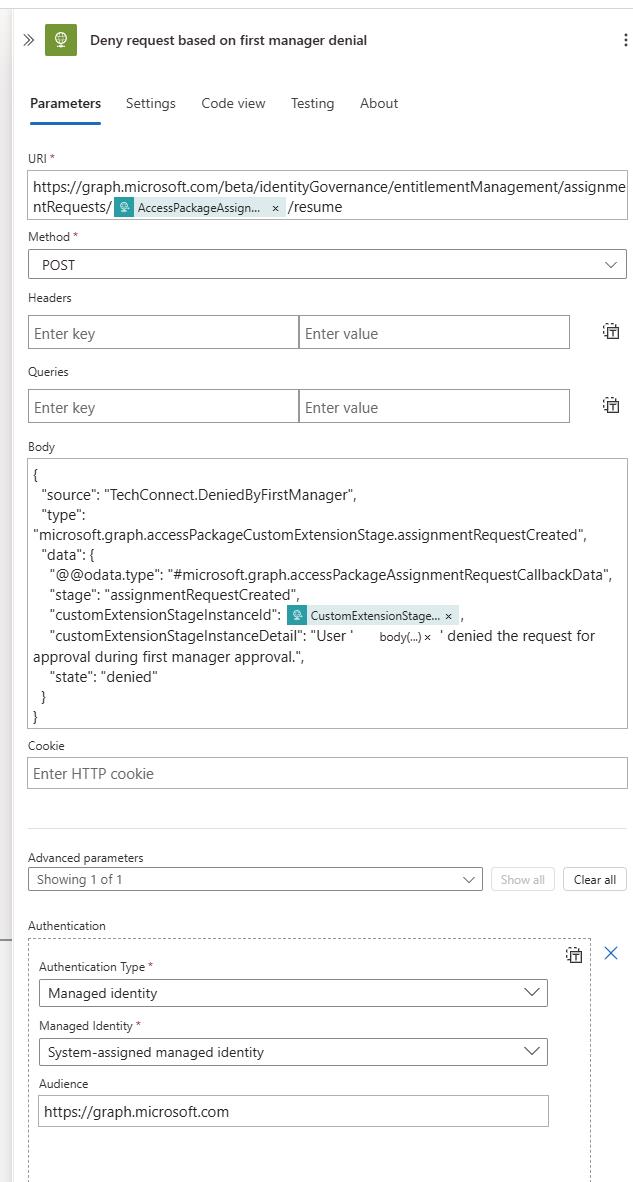 Deny request based on first manager denial
Parameters Settings Code view Testing About
URI *
https://graph.microsoft.com/beta/identityGovernance/entitlementManagement/assignme
ntRequests/ AccessPackageAssign... × /resume
Method *
POST
Headers
Enter key Enter value
Queries
Enter key Enter value
Body
{
"source": "TechConnect.DeniedByFirstManager",
"type":
"microsoft.graph.accessPackageCustomExtensionStage.assignmentRequestCreated",
"data": {
"@@odata.type": "#microsoft.graph.accessPackageAssignmentRequestCallbackData",
"stage": "assignmentRequestCreated",
"customExtensionStageInstanceId": CustomExtensionStage... × ,
"customExtensionStageInstanceDetail": "User ' body(...) × ' denied the request for
approval during first manager approval.",
"state": "denied"
}
}
Cookie
Enter HTTP cookie
Advanced parameters
Showing 1 of 1 Show all Clear all
Authentication
Authentication Type *
Managed identity
Managed Identity *
System-assigned managed identity
Audience
https://graph.microsoft.com